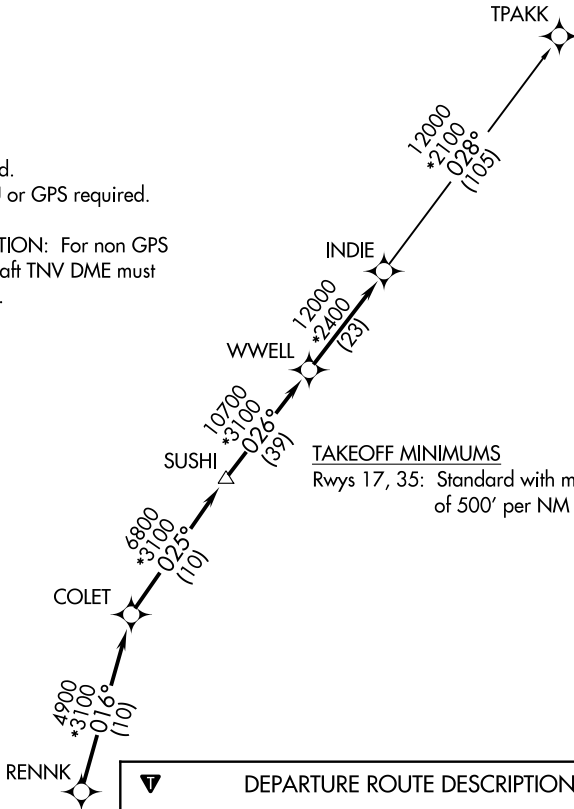 TPAKK
12000
*2100
028°
(105)
d.
or GPS required.
TION: For non GPS
aft TNV DME must
INDIE
12000
*2400
(23)
WWELL
10700
*3100
026°
(39)
TAKEOFF MINIMUMS
Rwys 17, 35: Standard with m
of 500' per NM
SUSHI
6800
*3100
025°
(10)
COLET
4900
*3100
016°
(10)
RENNK
T
DEPARTURE ROUTE DESCRIPTION